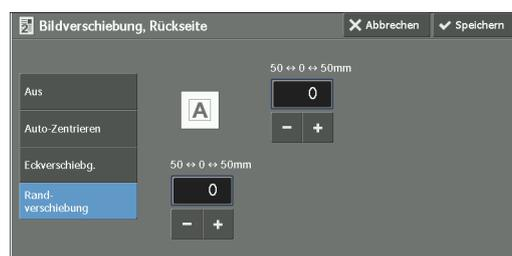 Bildverschiebung, Rückseite
Abbrechen
Speichern
Aus
Auto-Zentrieren
Eckverschiebg.
Rand-
verschiebung
A
50 ↔ 0 ↔ 50mm
0
− +
50 ↔ 0 ↔ 50mm
0
− +